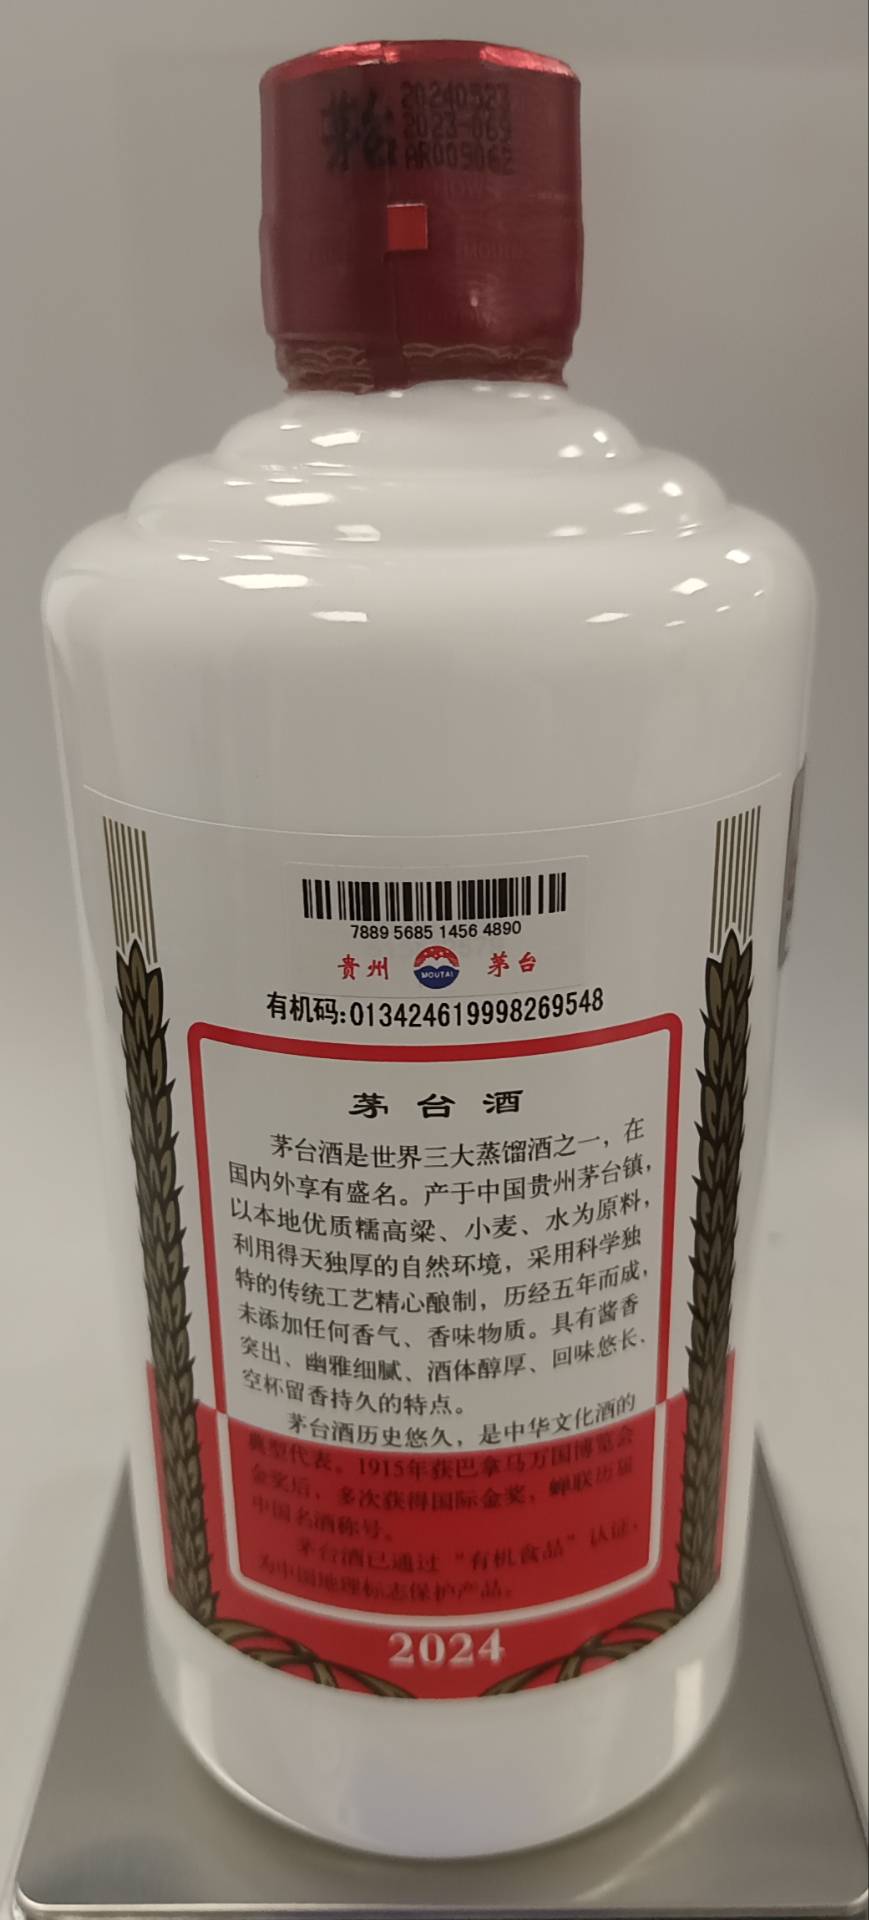 茅台
20240523
2023-069
AR005062
7889 5685 1456 4890
贵州 MOUTAI 茅台
有机码:013424619998269548
茅台酒
茅台酒是世界三大蒸馏酒之一，在
国内外享有盛名。产于中国贵州茅台镇，
以本地优质糯高粱、小麦、水为原料，
利用得天独厚的自然环境，采用科学独
特的传统工艺精心酿制，历经五年而成，
未添加任何香气、香味物质。具有酱香
突出、幽雅细腻、酒体醇厚、回味悠长、
空杯留香持久的特点。
茅台酒历史悠久，是中华文化酒的
典型代表。1915年获巴拿马万国博览会
金奖后，多次获得国际金奖，蝉联历届
中国名酒称号。
茅台酒已通过“有机食品”认证，
为中国地理标志保护产品。
2024